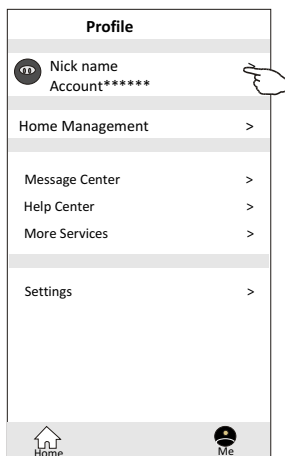 Profile
Nick name
Account******
Home Management >
Message Center >
Help Center >
More Services >
Settings >
Home Me